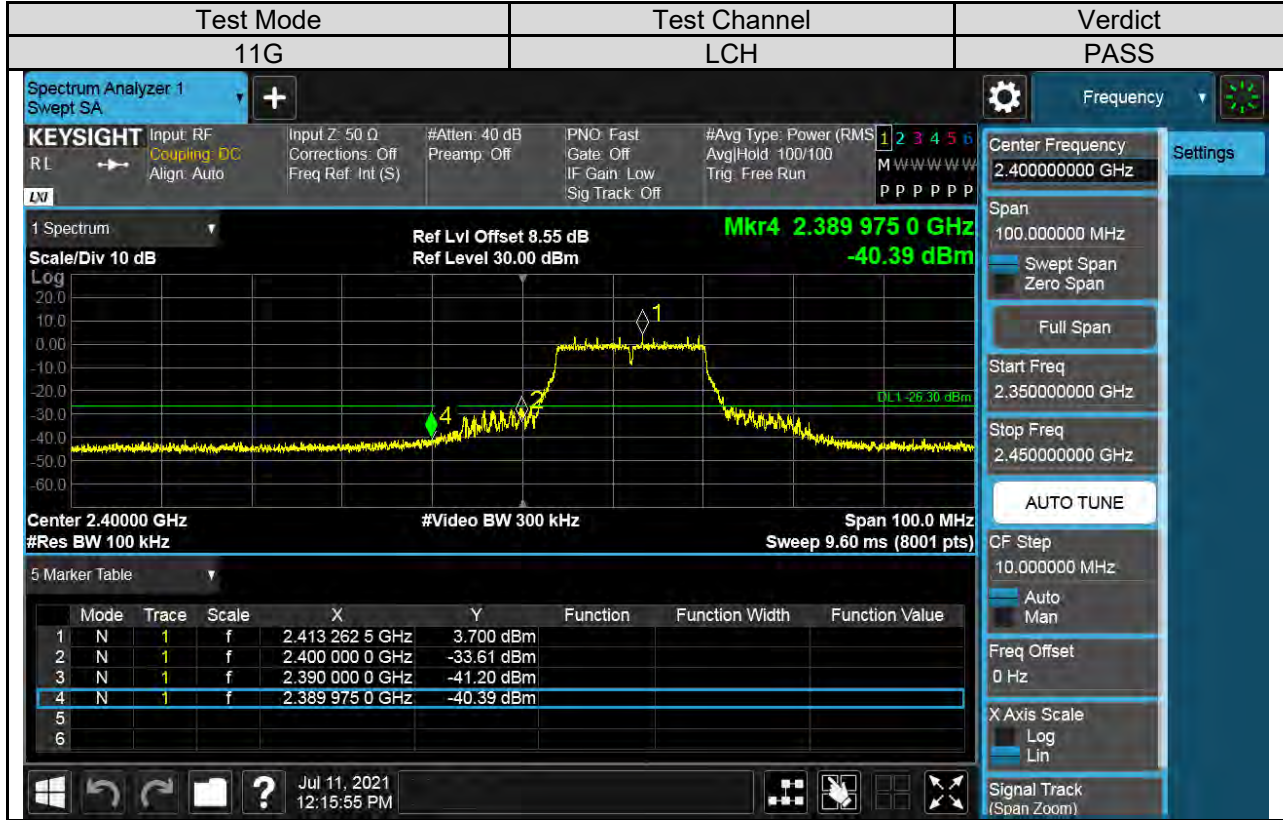 Test Mode Test Channel Verdict
11G LCH PASS
Spectrum Analyzer 1
Swept SA
Frequency
KEYSIGHT Input: RF Input Z: 50 Ω #Atten: 40 dB PNO: Fast #Avg Type: Power (RMS 1 2 3 4 5 6
RL Coupling: DC Corrections: Off Preamp: Off Gate: Off Avg|Hold: 100/100 M W W W W W
Align: Auto Freq Ref: Int (S) IF Gain: Low Trig: Free Run
LXI Sig Track: Off P P P P P P
1 Spectrum
Ref Lvl Offset 8.55 dB Mkr4 2.389 975 0 GHz
Scale/Div 10 dB Ref Level 30.00 dBm -40.39 dBm
Log
20.0
10.0
0.00
-10.0
-20.0
-30.0
-40.0
-50.0
-60.0
1
2
4
DL1 -26.30 dBm
Center 2.40000 GHz #Video BW 300 kHz Span 100.0 MHz
#Res BW 100 kHz Sweep 9.60 ms (8001 pts)
5 Marker Table
Mode Trace Scale X Y Function Function Width Function Value
1 N 1 f 2.413 262 5 GHz 3.700 dBm
2 N 1 f 2.400 000 0 GHz -33.61 dBm
3 N 1 f 2.390 000 0 GHz -41.20 dBm
4 N 1 f 2.389 975 0 GHz -40.39 dBm
5
6
Center Frequency
2.400000000 GHz
Settings
Span
100.000000 MHz
Swept Span
Zero Span
Full Span
Start Freq
2.350000000 GHz
Stop Freq
2.450000000 GHz
AUTO TUNE
CF Step
10.000000 MHz
Auto
Man
Freq Offset
0 Hz
X Axis Scale
Log
Lin
Signal Track
(Span Zoom)
?
Jul 11, 2021
12:15:55 PM